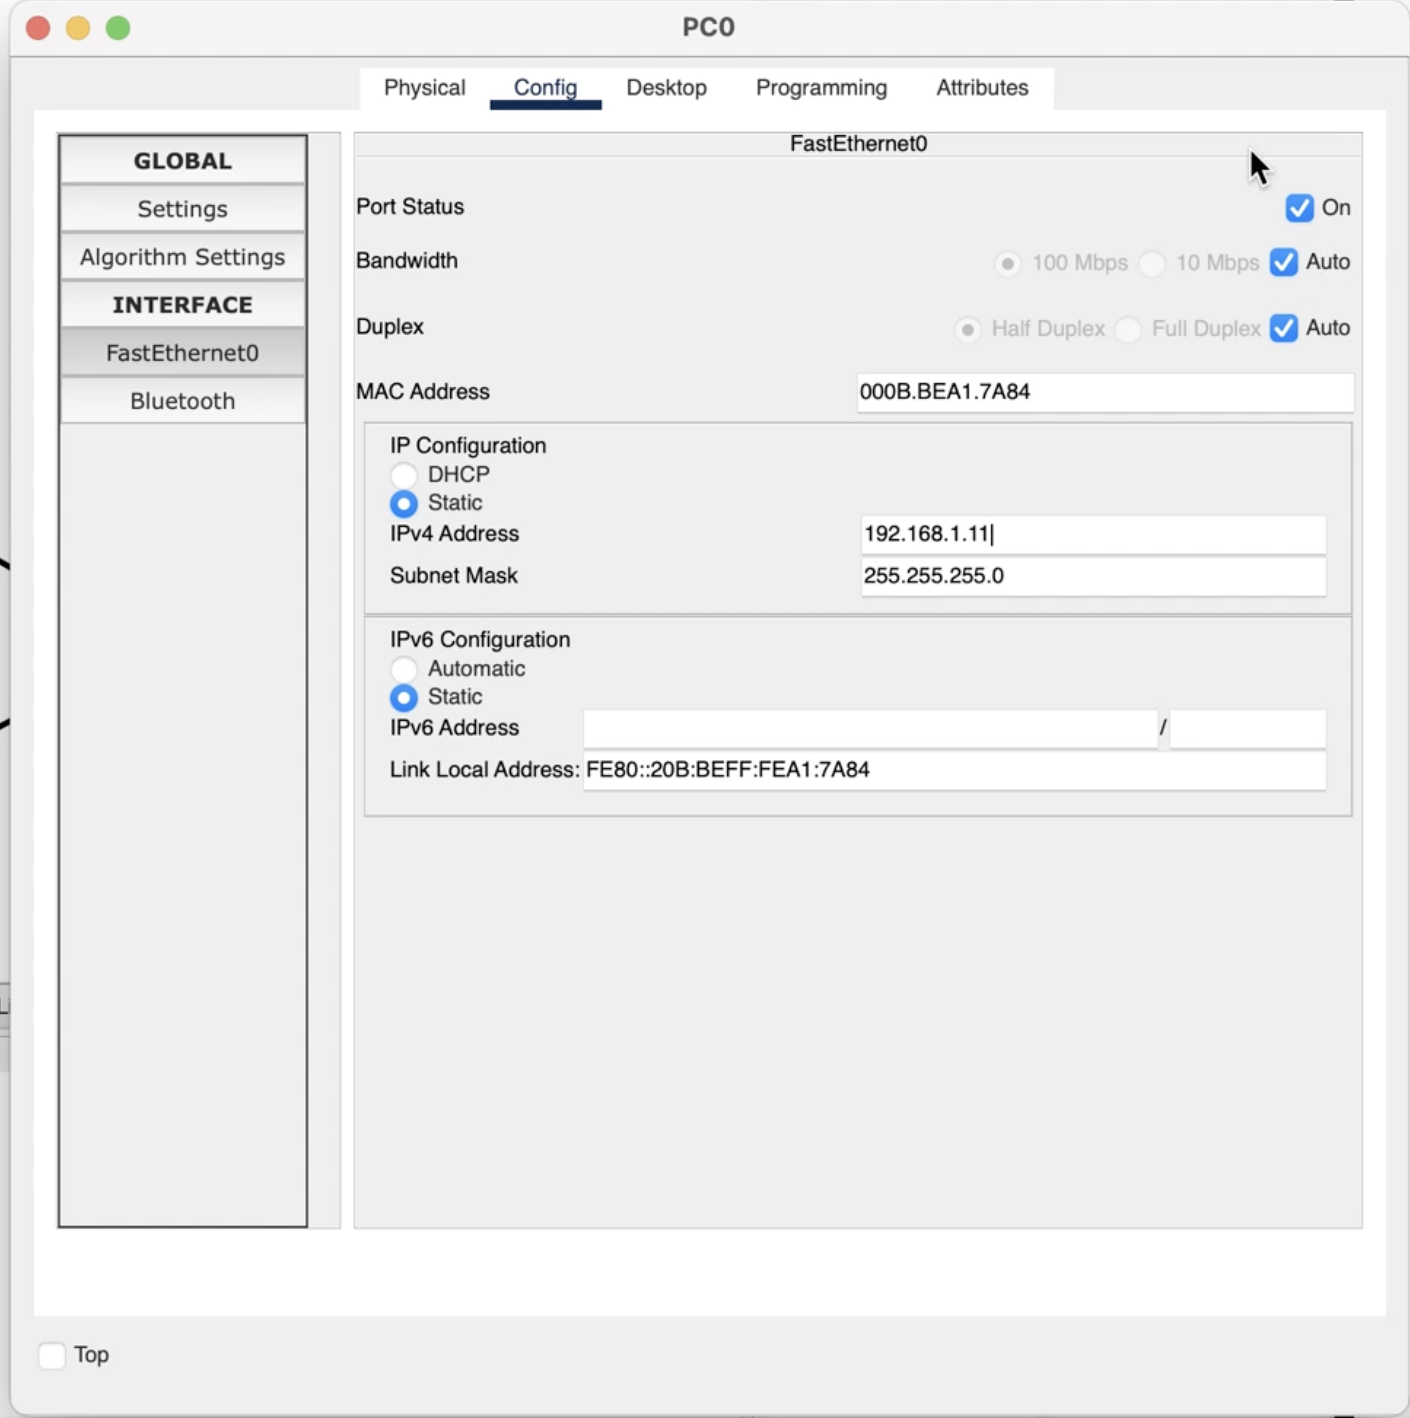 PC0
Physical Config Desktop Programming Attributes
GLOBAL
Settings
Algorithm Settings
INTERFACE
FastEthernet0
Bluetooth
FastEthernet0
Port Status On
Bandwidth 100 Mbps 10 Mbps Auto
Duplex Half Duplex Full Duplex Auto
MAC Address 000B.BEA1.7A84
IP Configuration
DHCP
Static
IPv4 Address 192.168.1.11
Subnet Mask 255.255.255.0
IPv6 Configuration
Automatic
Static
IPv6 Address /
Link Local Address: FE80::20B:BEFF:FEA1:7A84
Top